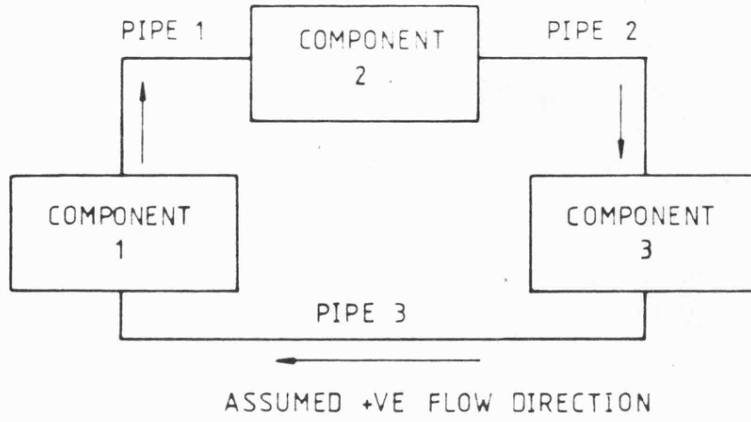 PIPE 1
COMPONENT
2
PIPE 2
COMPONENT
1
COMPONENT
3
PIPE 3
ASSUMED +VE FLOW DIRECTION